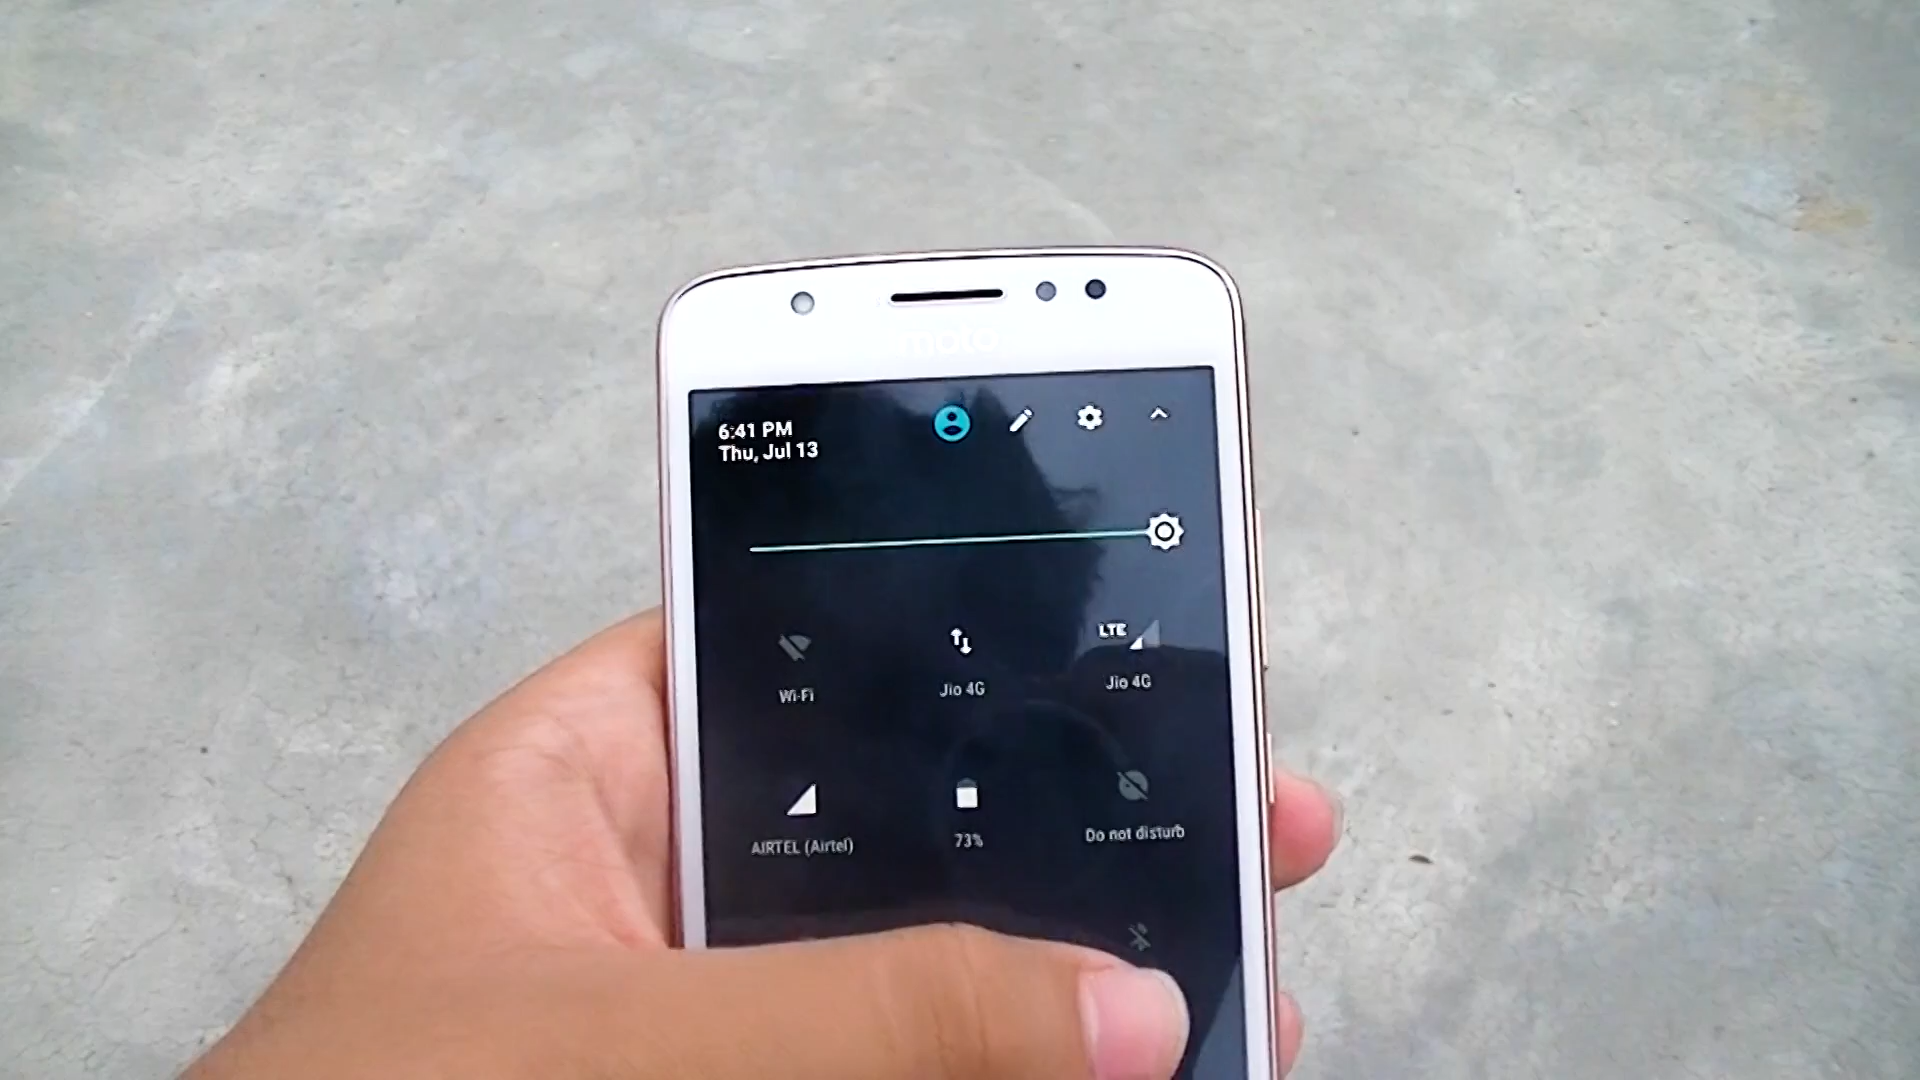 moto
6:41 PM
Thu, Jul 13
LTE
Wi-Fi
Jio 4G
Jio 4G
AIRTEL (Airtel)
73%
Do not disturb